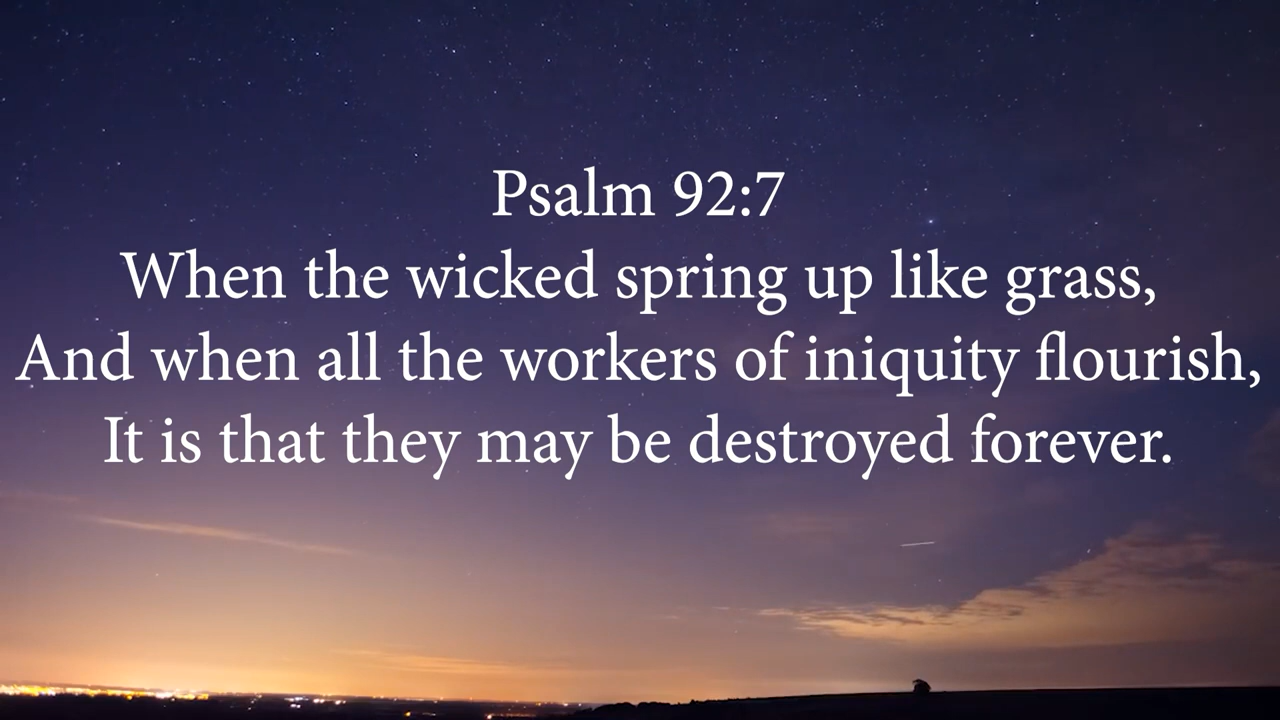 Psalm 92:7
When the wicked spring up like grass,
And when all the workers of iniquity flourish,
It is that they may be destroyed forever.